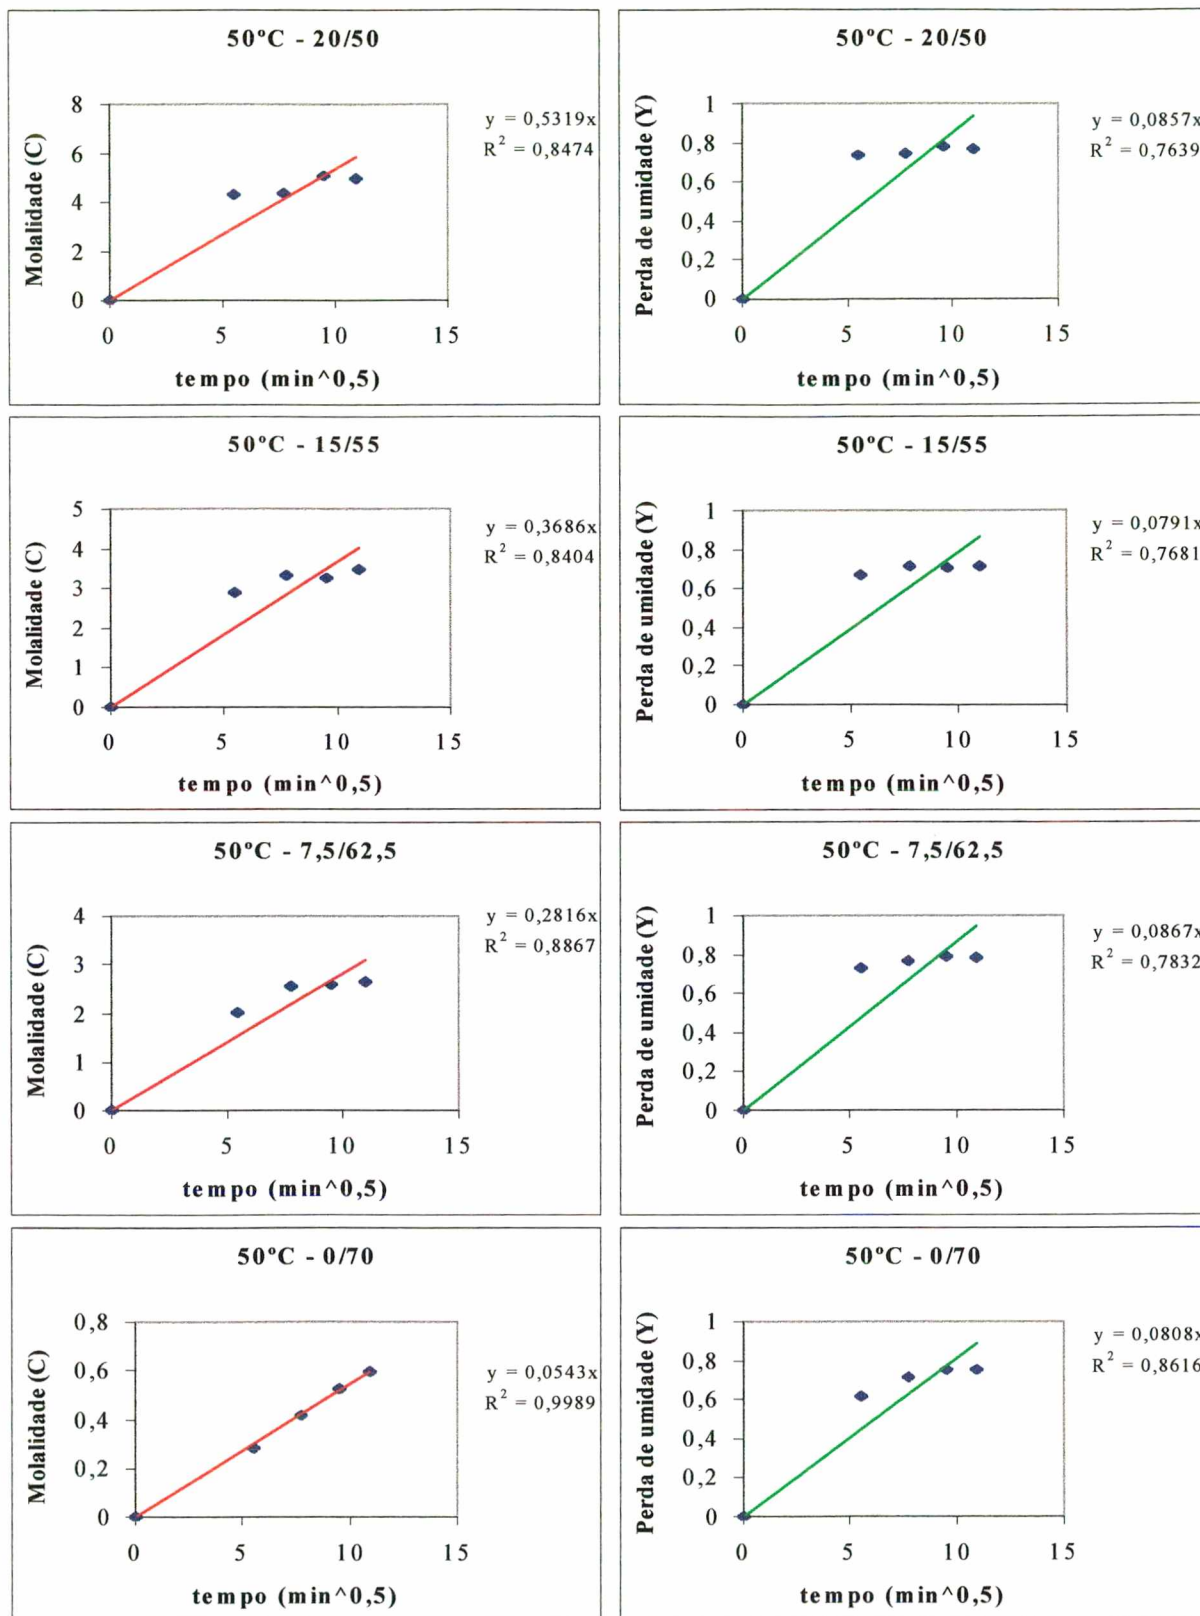 50ºC - 20/50
y = 0,5319x
R² = 0,8474
Molalidade (C)
8
6
4
2
0
0 5 10 15
tempo (min^0,5)
50ºC - 20/50
y = 0,0857x
R² = 0,7639
Perda de umidade (Y)
1
0,8
0,6
0,4
0,2
0
0 5 10 15
tempo (min^0,5)
50ºC - 15/55
y = 0,3686x
R² = 0,8404
Molalidade (C)
5
4
3
2
1
0
0 5 10 15
tempo (min^0,5)
50ºC - 15/55
y = 0,0791x
R² = 0,7681
Perda de umidade (Y)
1
0,8
0,6
0,4
0,2
0
0 5 10 15
tempo (min^0,5)
50ºC - 7,5/62,5
y = 0,2816x
R² = 0,8867
Molalidade (C)
4
3
2
1
0
0 5 10 15
tempo (min^0,5)
50ºC - 7,5/62,5
y = 0,0867x
R² = 0,7832
Perda de umidade (Y)
1
0,8
0,6
0,4
0,2
0
0 5 10 15
tempo (min^0,5)
50ºC - 0/70
y = 0,0543x
R² = 0,9989
Molalidade (C)
0,8
0,6
0,4
0,2
0
0 5 10 15
tempo (min^0,5)
50ºC - 0/70
y = 0,0808x
R² = 0,8616
Perda de umidade (Y)
1
0,8
0,6
0,4
0,2
0
0 5 10 15
tempo (min^0,5)